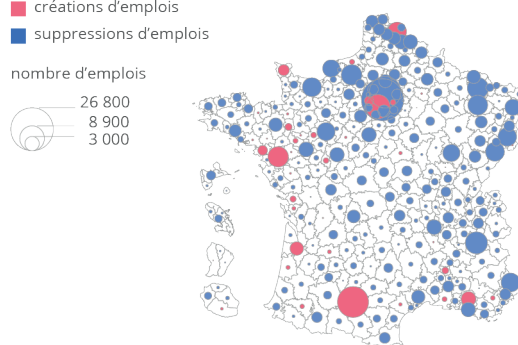 créations d’emplois
suppressions d’emplois
nombre d’emplois
26 800
8 900
3 000